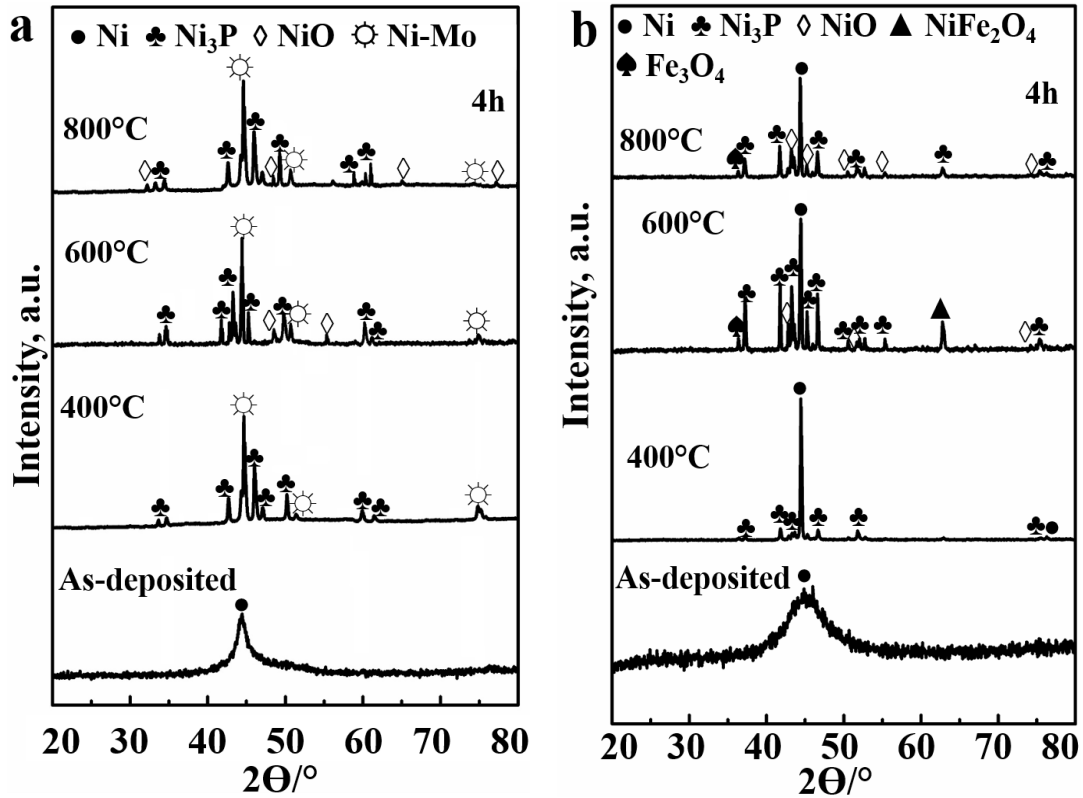 a
● Ni ♣ Ni₃P ◊ NiO ☼ Ni-Mo
4h
800°C
600°C
400°C
As-deposited
Intensity, a.u.
20 30 40 50 60 70 80
2Θ/°
b
● Ni ♣ Ni₃P ◊ NiO ▲ NiFe₂O₄
♠ Fe₃O₄
4h
800°C
600°C
400°C
As-deposited
Intensity, a.u.
20 30 40 50 60 70 80
2Θ/°